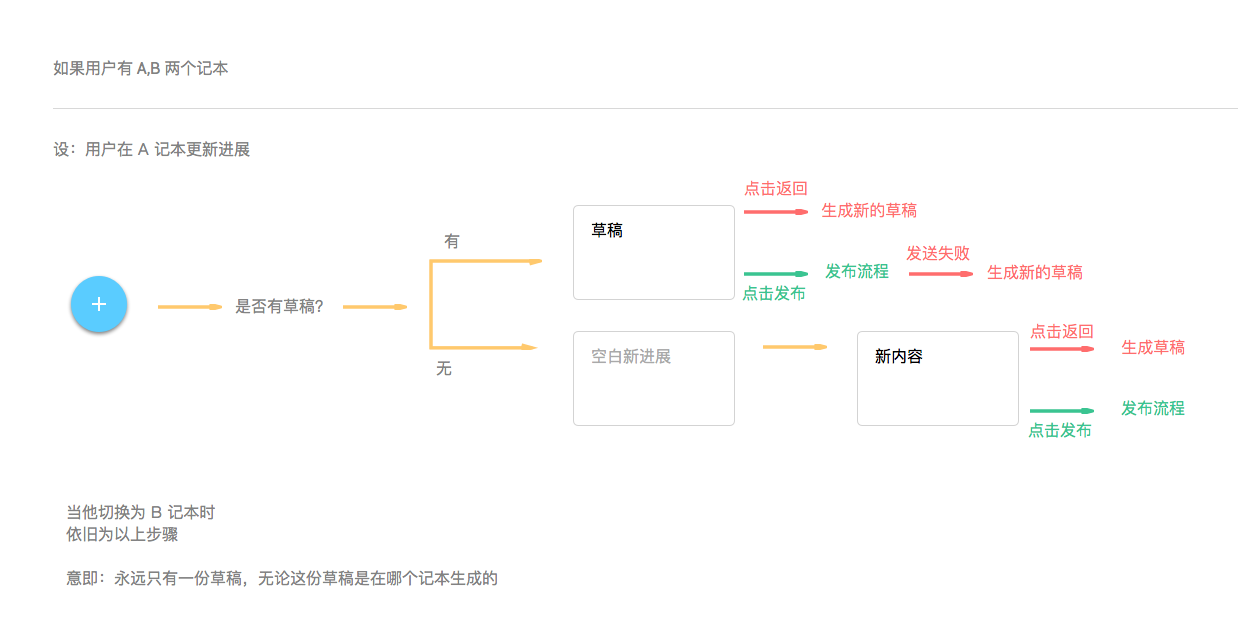 如果用户有 A,B 两个记本
设：用户在 A 记本更新进展
点击返回
生成新的草稿
有
草稿
发送失败
发布流程
生成新的草稿
点击发布
+
是否有草稿?
点击返回
无
空白新进展
新内容
生成草稿
发布流程
点击发布
当他切换为 B 记本时
依旧为以上步骤
意即：永远只有一份草稿，无论这份草稿是在哪个记本生成的